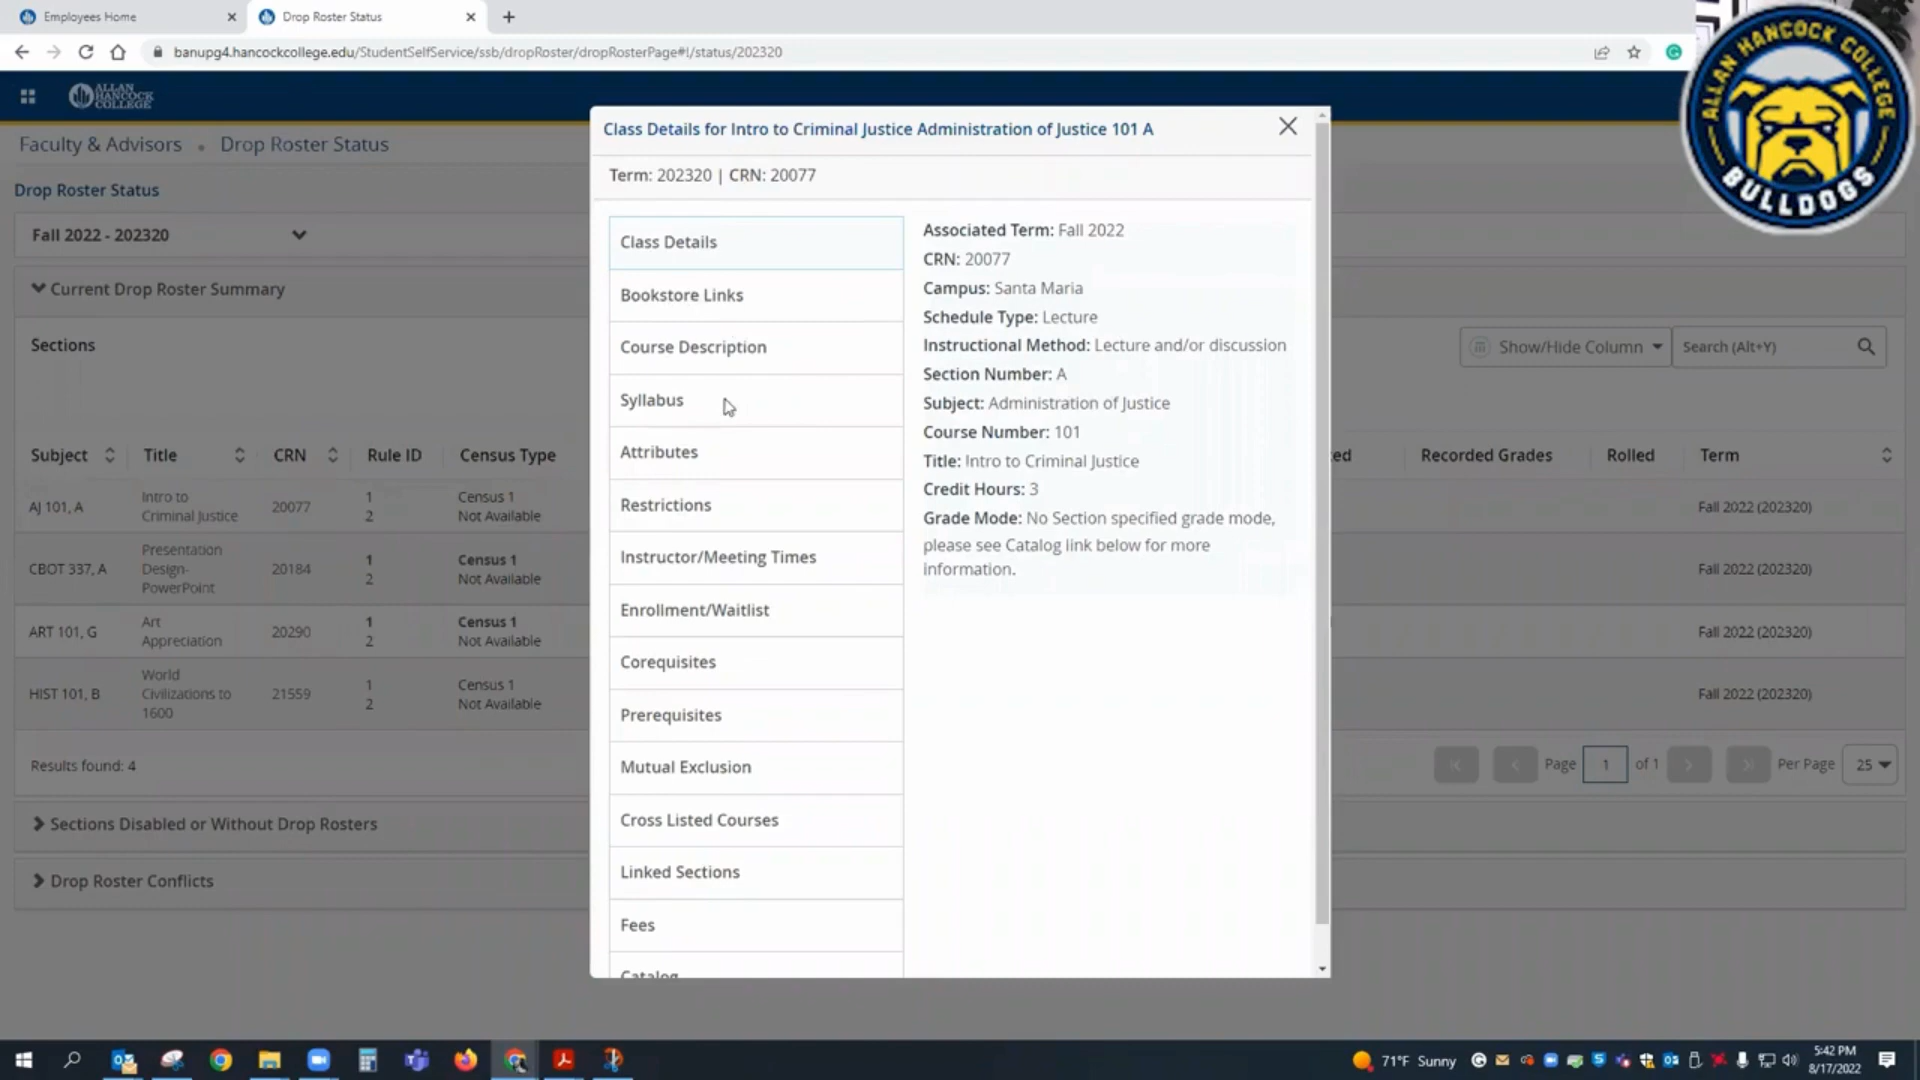 Employees Home
Drop Roster Status
banupg4.hancockcollege.edu/StudentSelfService/ssb/dropRoster/dropRosterPage#!/status/202320
ALLAN HANCOCK COLLEGE
BULLDOGS
ALLAN
HANCOCK
COLLEGE
Faculty & Advisors • Drop Roster Status
Drop Roster Status
Fall 2022 - 202320
Current Drop Roster Summary
Sections
Show/Hide Column
Search (Alt+Y)
Subject Title CRN Rule ID Census Type ed Recorded Grades Rolled Term
AJ 101, A Intro to Criminal Justice 20077 1 2 Census 1 Not Available Fall 2022 (202320)
CBOT 337, A Presentation Design- PowerPoint 20184 1 2 Census 1 Not Available Fall 2022 (202320)
ART 101, G Art Appreciation 20290 1 2 Census 1 Not Available Fall 2022 (202320)
HIST 101, B World Civilizations to 1600 21559 1 2 Census 1 Not Available Fall 2022 (202320)
Results found: 4
Page 1 of 1 Per Page 25
Sections Disabled or Without Drop Rosters
Drop Roster Conflicts
Class Details for Intro to Criminal Justice Administration of Justice 101 A
Term: 202320 | CRN: 20077
Class Details
Bookstore Links
Course Description
Syllabus
Attributes
Restrictions
Instructor/Meeting Times
Enrollment/Waitlist
Corequisites
Prerequisites
Mutual Exclusion
Cross Listed Courses
Linked Sections
Fees
Catalog
Associated Term: Fall 2022
CRN: 20077
Campus: Santa Maria
Schedule Type: Lecture
Instructional Method: Lecture and/or discussion
Section Number: A
Subject: Administration of Justice
Course Number: 101
Title: Intro to Criminal Justice
Credit Hours: 3
Grade Mode: No Section specified grade mode,
please see Catalog link below for more
information.
71°F Sunny
5:42 PM
8/17/2022